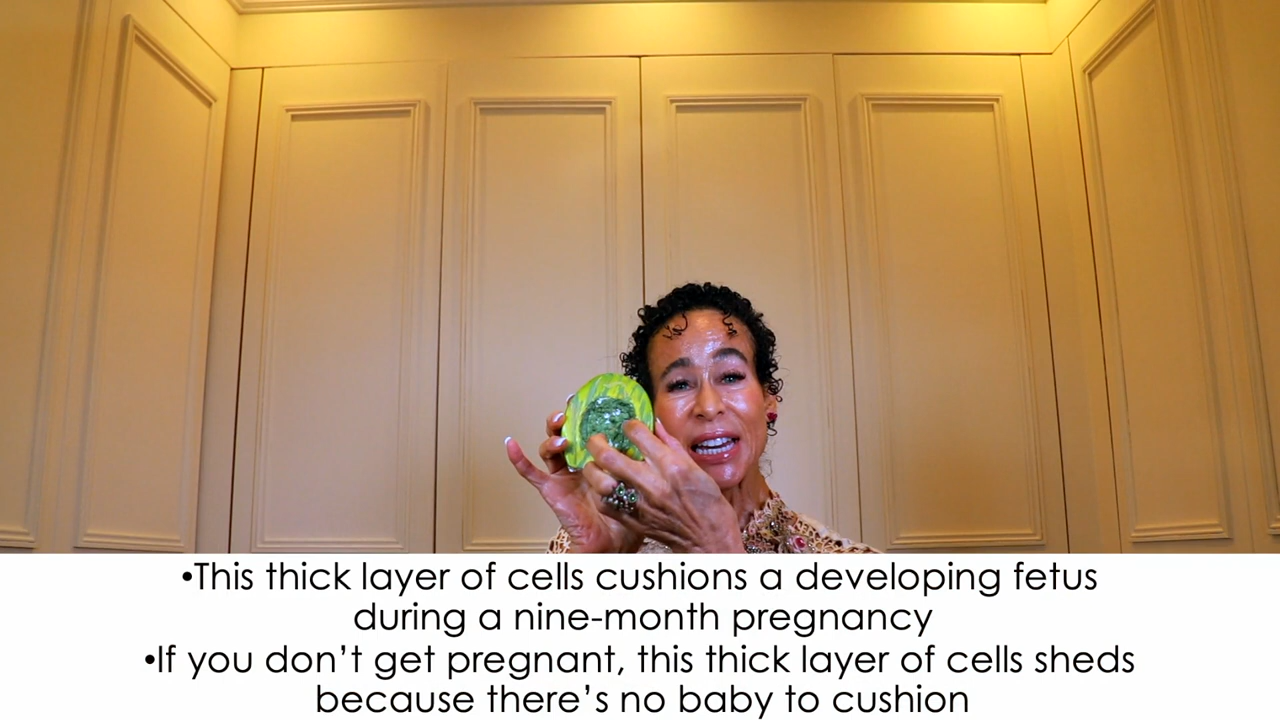 •This thick layer of cells cushions a developing fetus
during a nine-month pregnancy
•If you don’t get pregnant, this thick layer of cells sheds
because there’s no baby to cushion